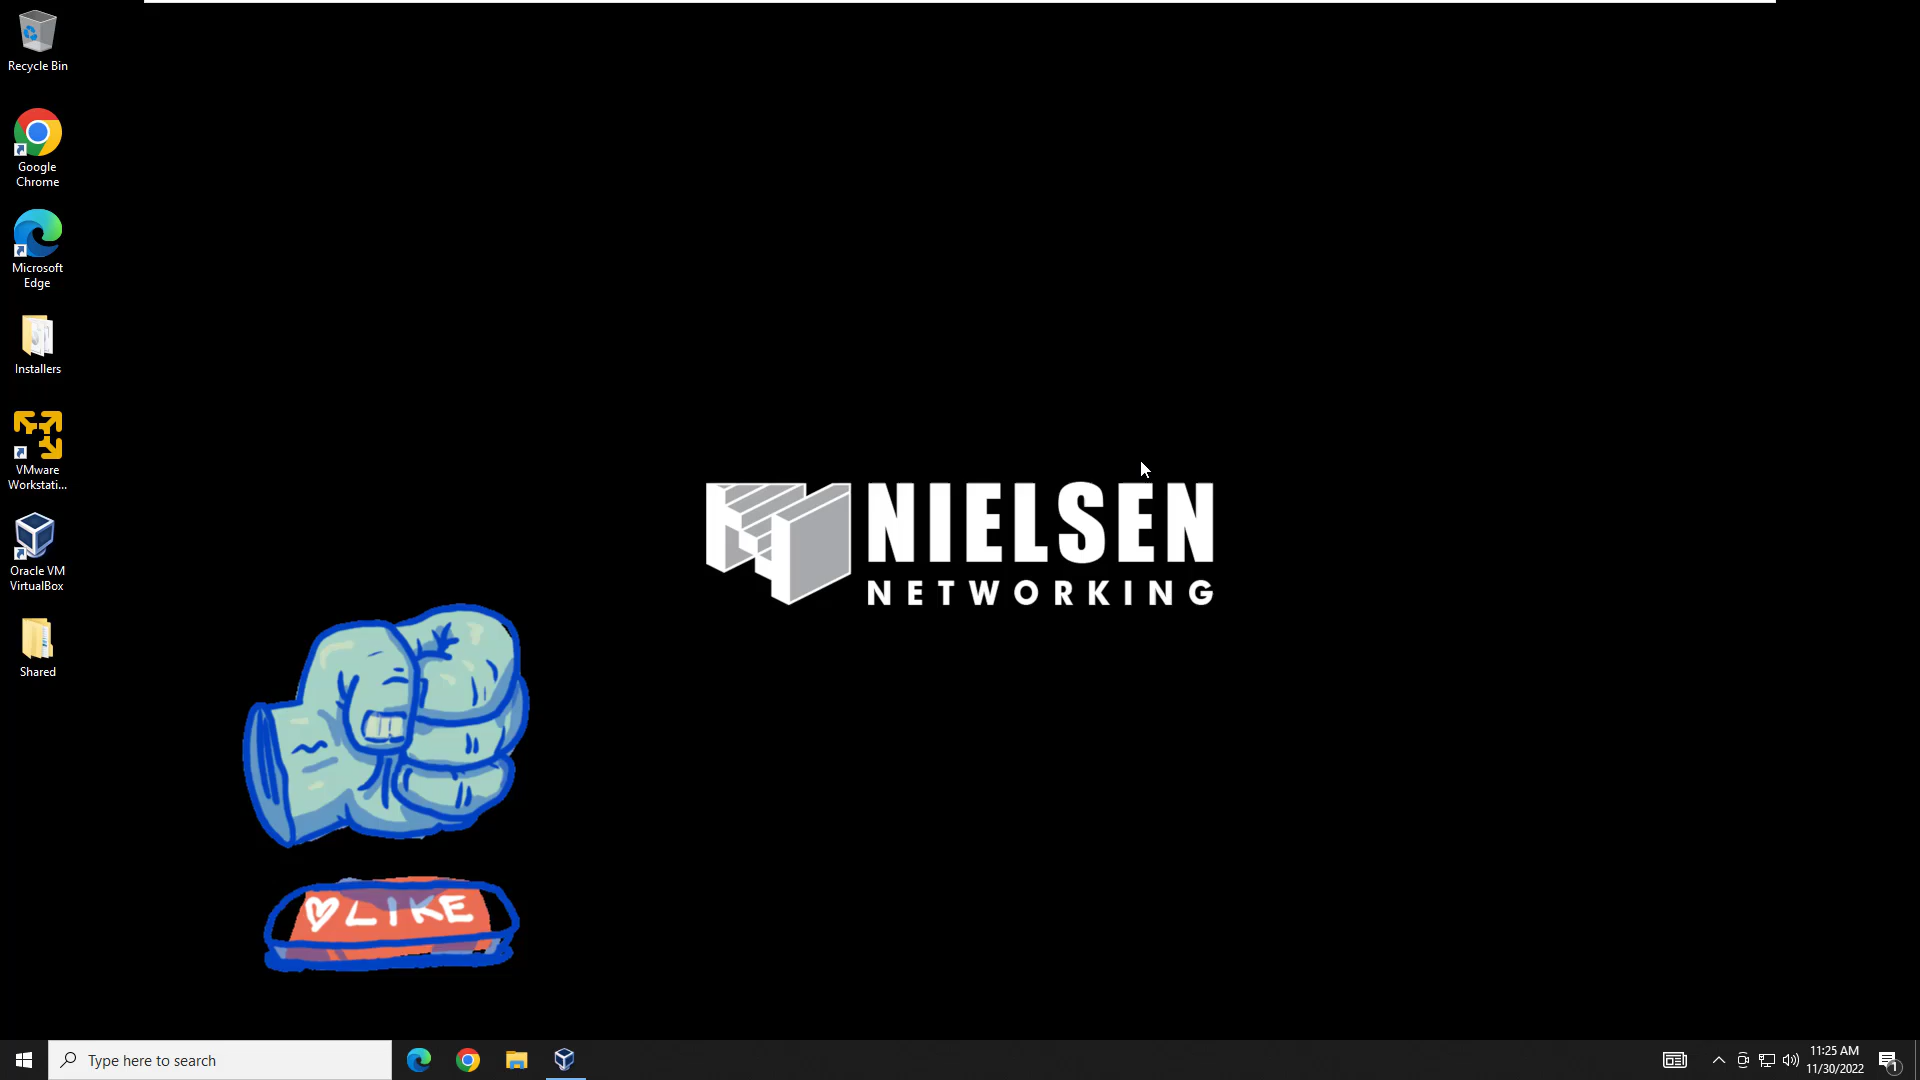 Recycle Bin
Google
Chrome
Microsoft
Edge
Installers
VMware
Workstati...
Oracle VM
VirtualBox
Shared
NIELSEN
NETWORKING
LIKE
Type here to search
11:25 AM
11/30/2022
1